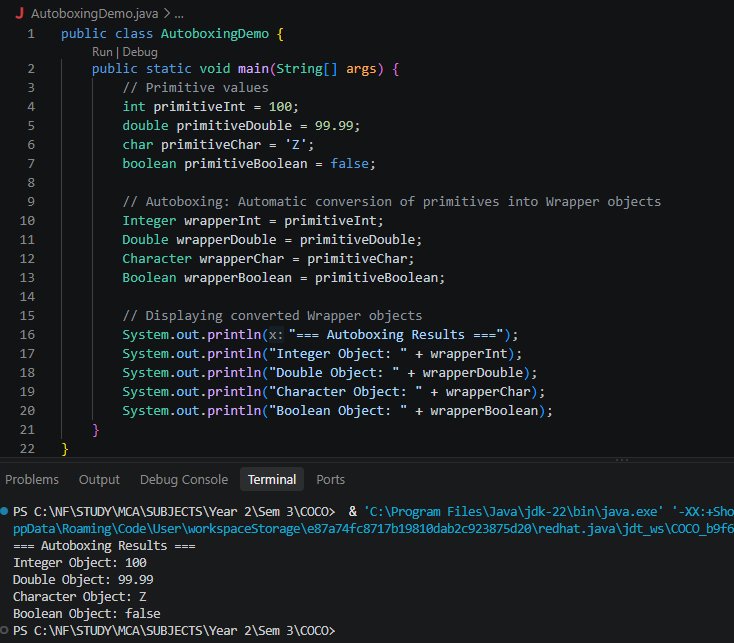 J AutoboxingDemo.java > ...
1 public class AutoboxingDemo {
Run | Debug
2 public static void main(String[] args) {
3 // Primitive values
4 int primitiveInt = 100;
5 double primitiveDouble = 99.99;
6 char primitiveChar = 'Z';
7 boolean primitiveBoolean = false;
8
9 // Autoboxing: Automatic conversion of primitives into Wrapper objects
10 Integer wrapperInt = primitiveInt;
11 Double wrapperDouble = primitiveDouble;
12 Character wrapperChar = primitiveChar;
13 Boolean wrapperBoolean = primitiveBoolean;
14
15 // Displaying converted Wrapper objects
16 System.out.println(x: "=== Autoboxing Results ===");
17 System.out.println("Integer Object: " + wrapperInt);
18 System.out.println("Double Object: " + wrapperDouble);
19 System.out.println("Character Object: " + wrapperChar);
20 System.out.println("Boolean Object: " + wrapperBoolean);
21 }
22 }
Problems Output Debug Console Terminal Ports
PS C:\NF\STUDY\MCA\SUBJECTS\Year 2\Sem 3\COCO> & 'C:\Program Files\Java\jdk-22\bin\java.exe' '-XX:+Sho
ppData\Roaming\Code\User\workspaceStorage\e87a74fc8717b19810dab2c923875d20\redhat.java\jdt_ws\COCO_b9f6
=== Autoboxing Results ===
Integer Object: 100
Double Object: 99.99
Character Object: Z
Boolean Object: false
PS C:\NF\STUDY\MCA\SUBJECTS\Year 2\Sem 3\COCO>